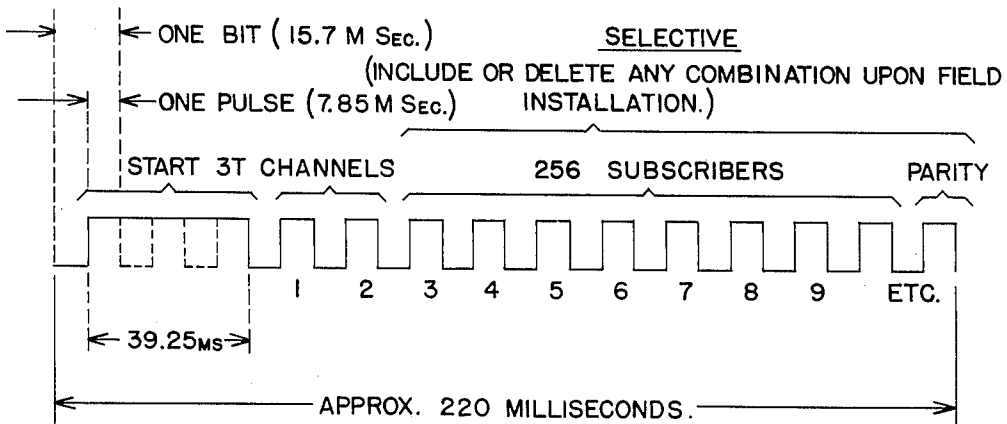 ONE BIT (15.7 M SEC.)
SELECTIVE
(INCLUDE OR DELETE ANY COMBINATION UPON FIELD
INSTALLATION.)
ONE PULSE (7.85 M SEC.)
START 3T CHANNELS
256 SUBSCRIBERS
PARITY
1 2 3 4 5 6 7 8 9 ETC.
39.25MS
APPROX. 220 MILLISECONDS.